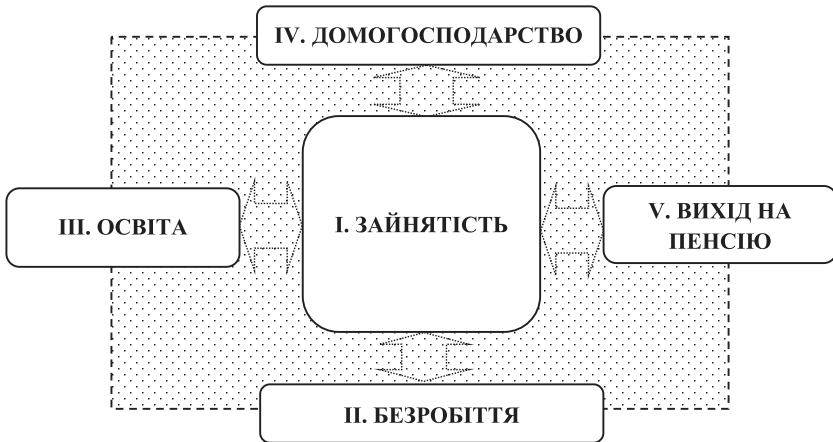 IV. ДОМОГОСПОДАРСТВО
III. ОСВІТА
I. ЗАЙНЯТІСТЬ
V. ВИХІД НА
ПЕНСІЮ
II. БЕЗРОБІТТЯ